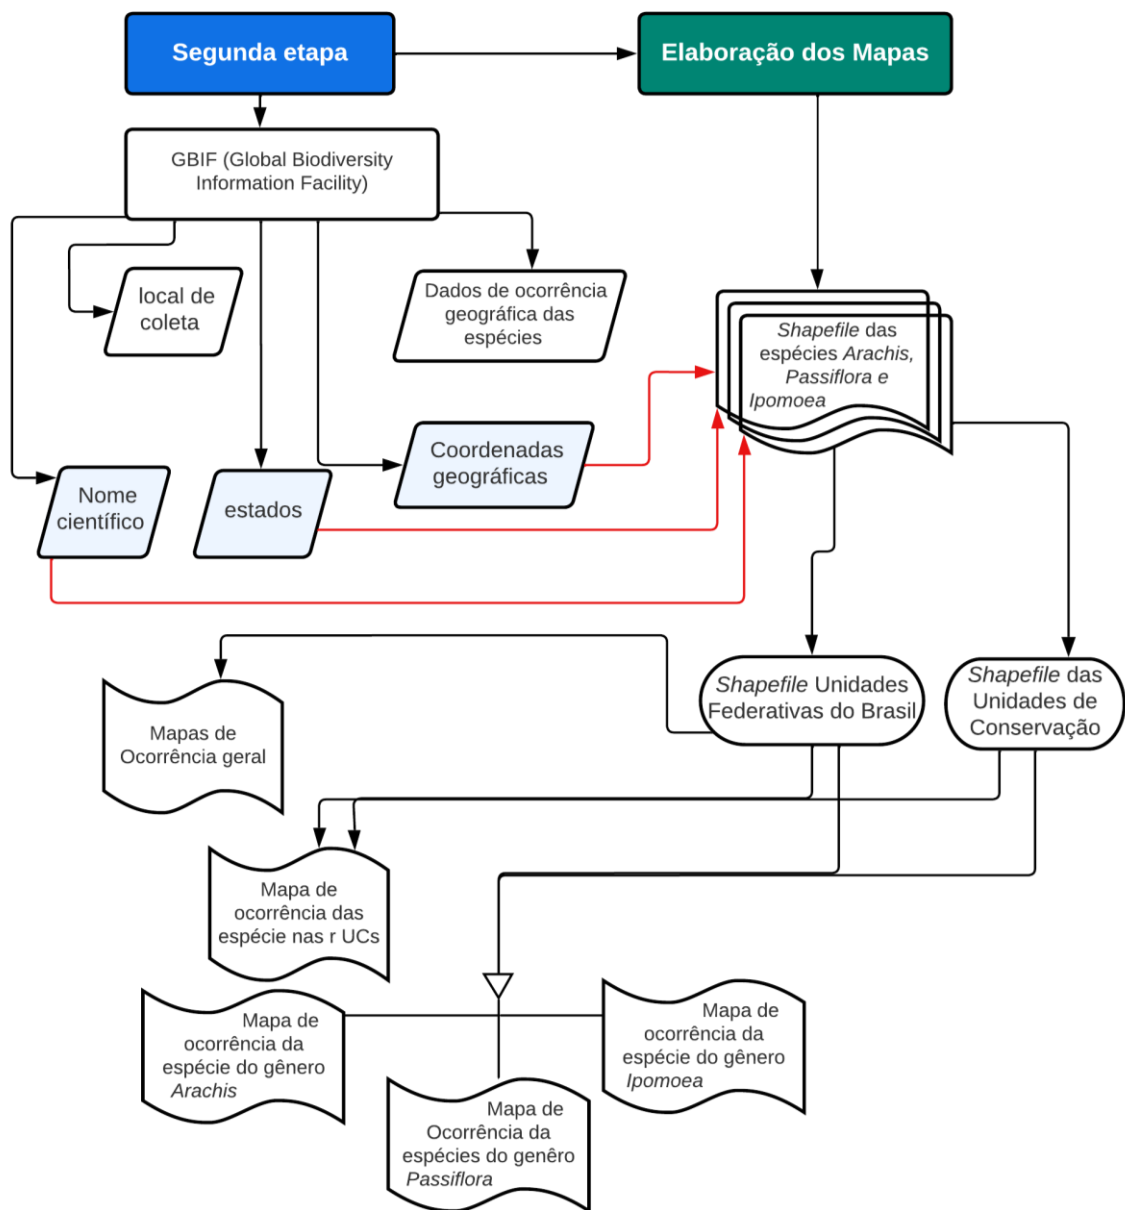 Segunda etapa
Elaboração dos Mapas
GBIF (Global Biodiversity
Information Facility)
local de
coleta
Dados de ocorrência
geográfica das
espécies
Shapefile das
espécies Arachis,
Passiflora e
Ipomoea
Coordenadas
geográficas
Nome
científico
estados
Shapefile Unidades
Federativas do Brasil
Shapefile das
Unidades de
Conservação
Mapas de
Ocorrência geral
Mapa de
ocorrência das
espécie nas r UCs
Mapa de
ocorrência da
espécie do gênero
Arachis
Mapa de
ocorrência da
espécie do gênero
Ipomoea
Mapa de
Ocorrência da
espécies do genêro
Passiflora